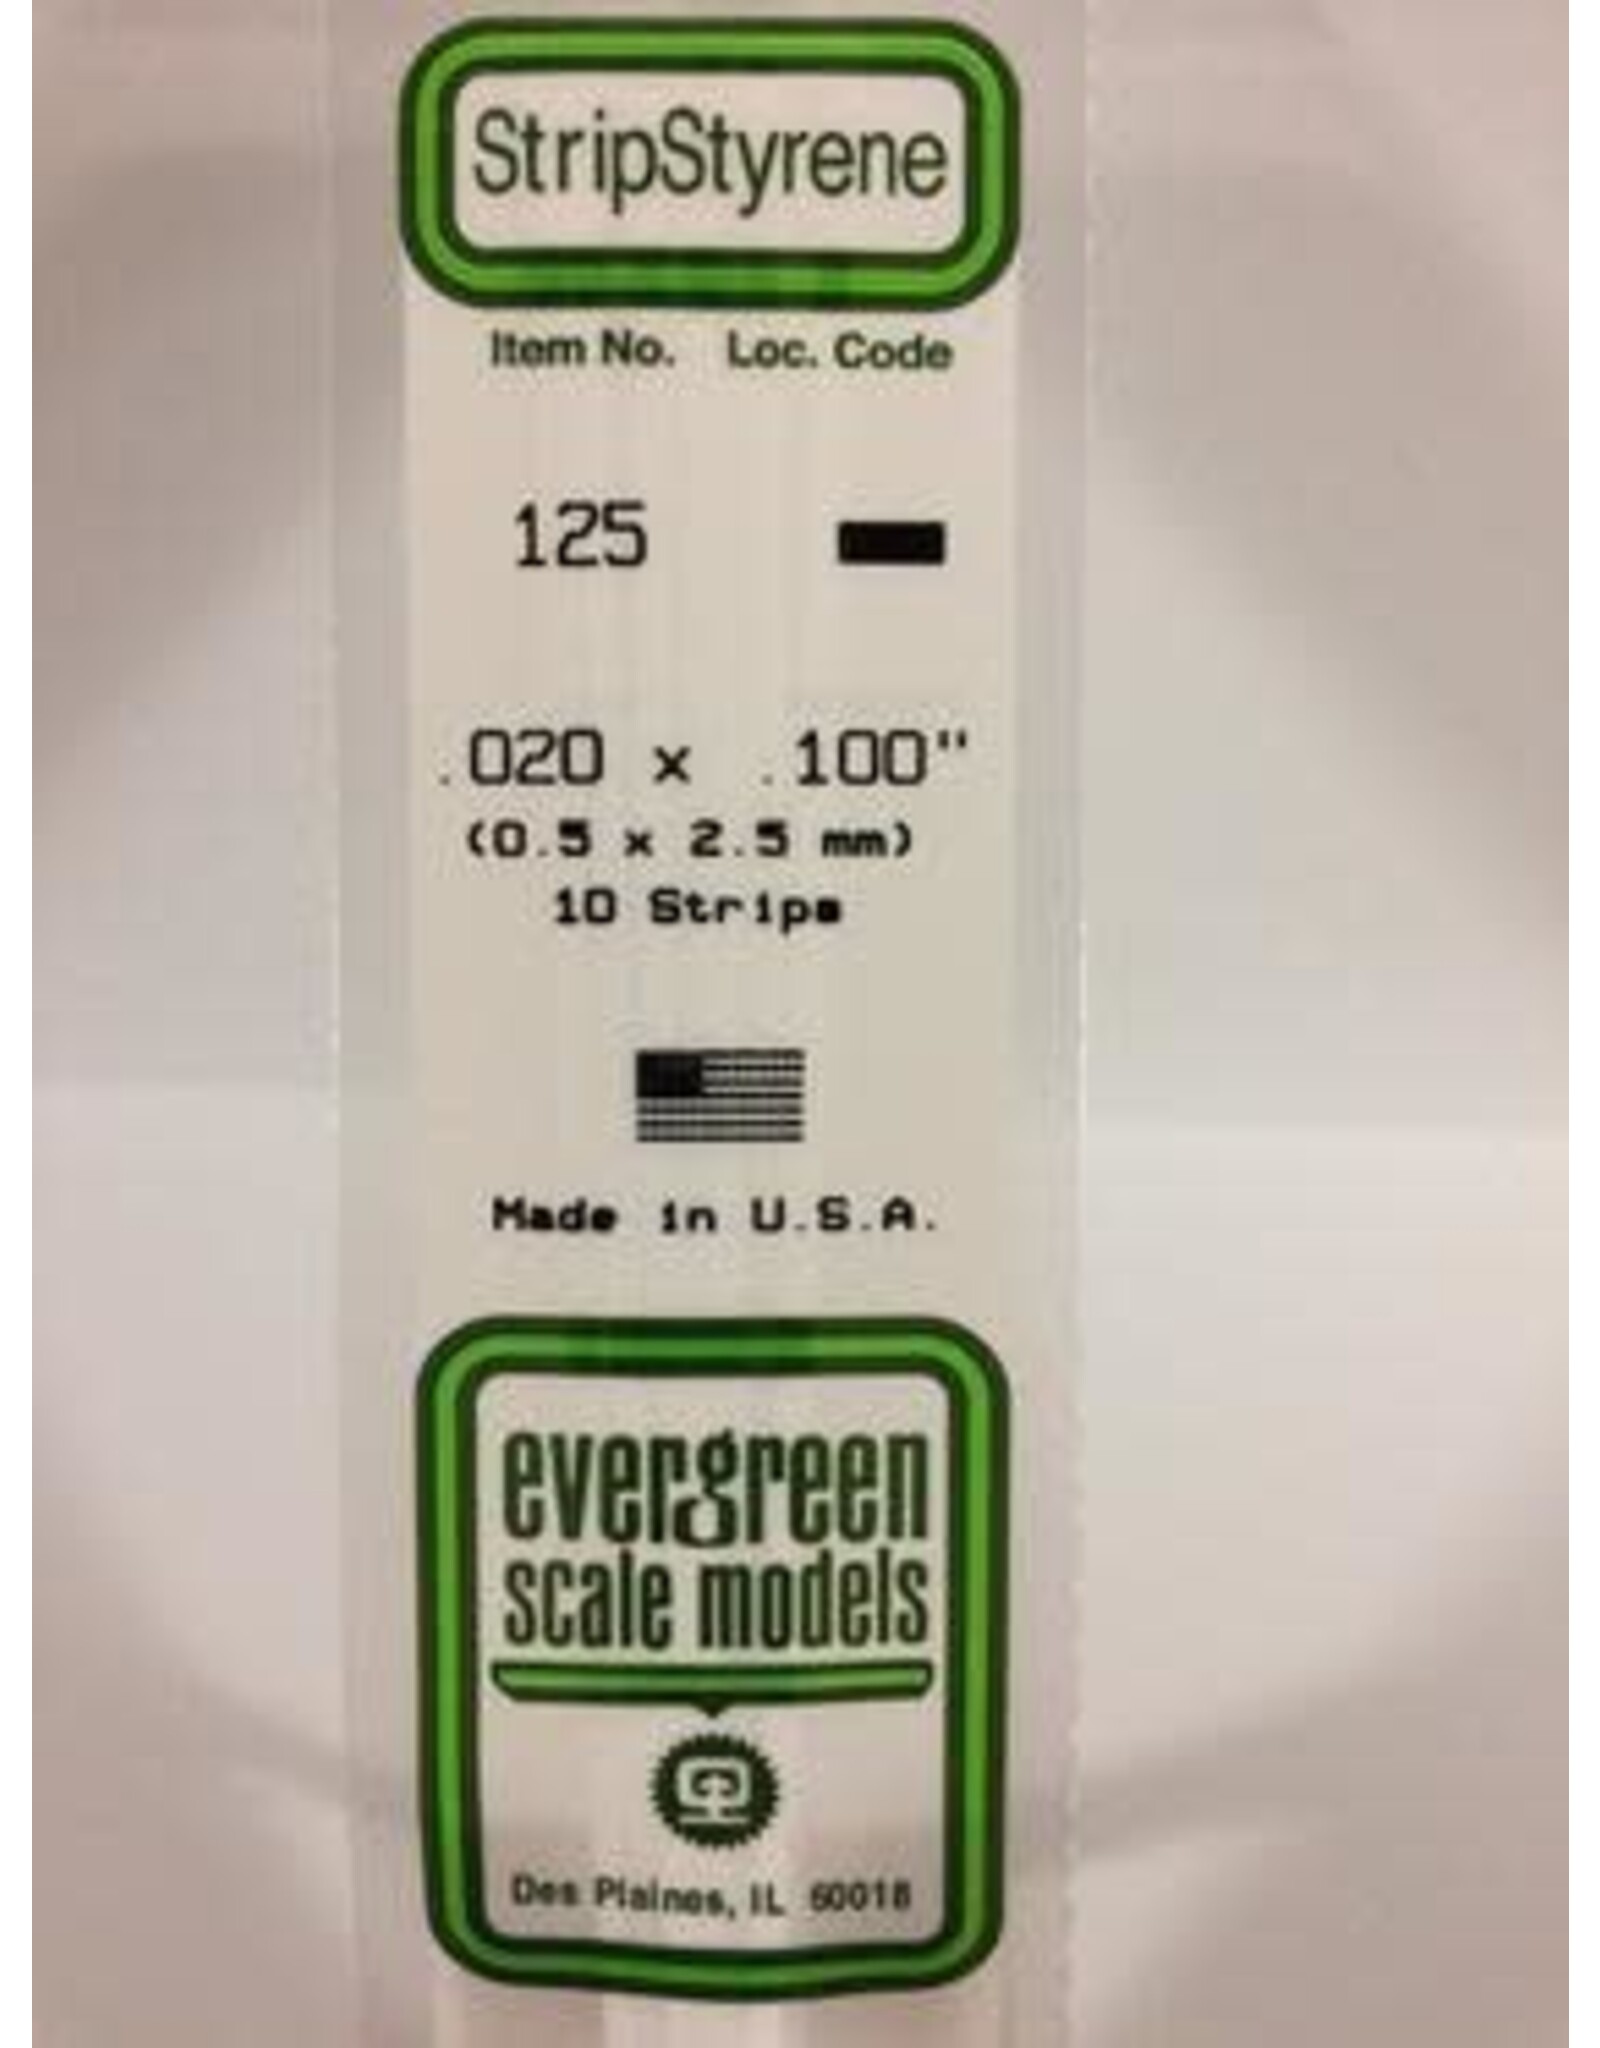 StripStyrene
Item No. Loc. Code
125
.020 x .100"
(0.5 x 2.5 mm)
10 Strips
Made in U.S.A.
evergreen
scale models
Des Plaines, IL 60018